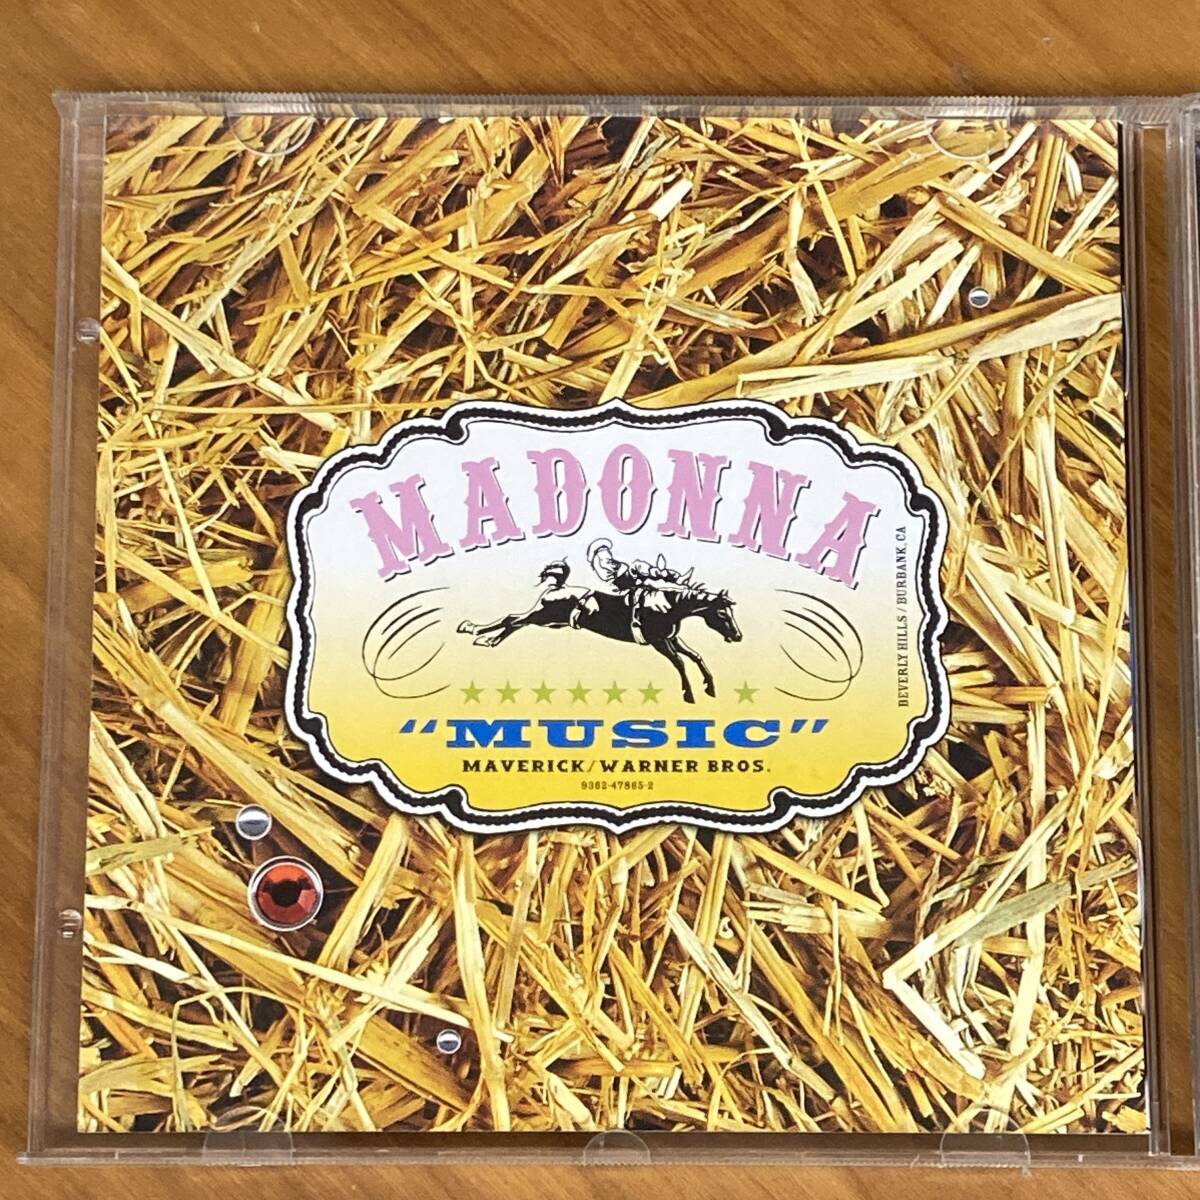 MADONNA
"MUSIC"
MAVERICK/WARNER BROS.
9362-47865-2
BEVERLY HILLS / BURBANK, CA